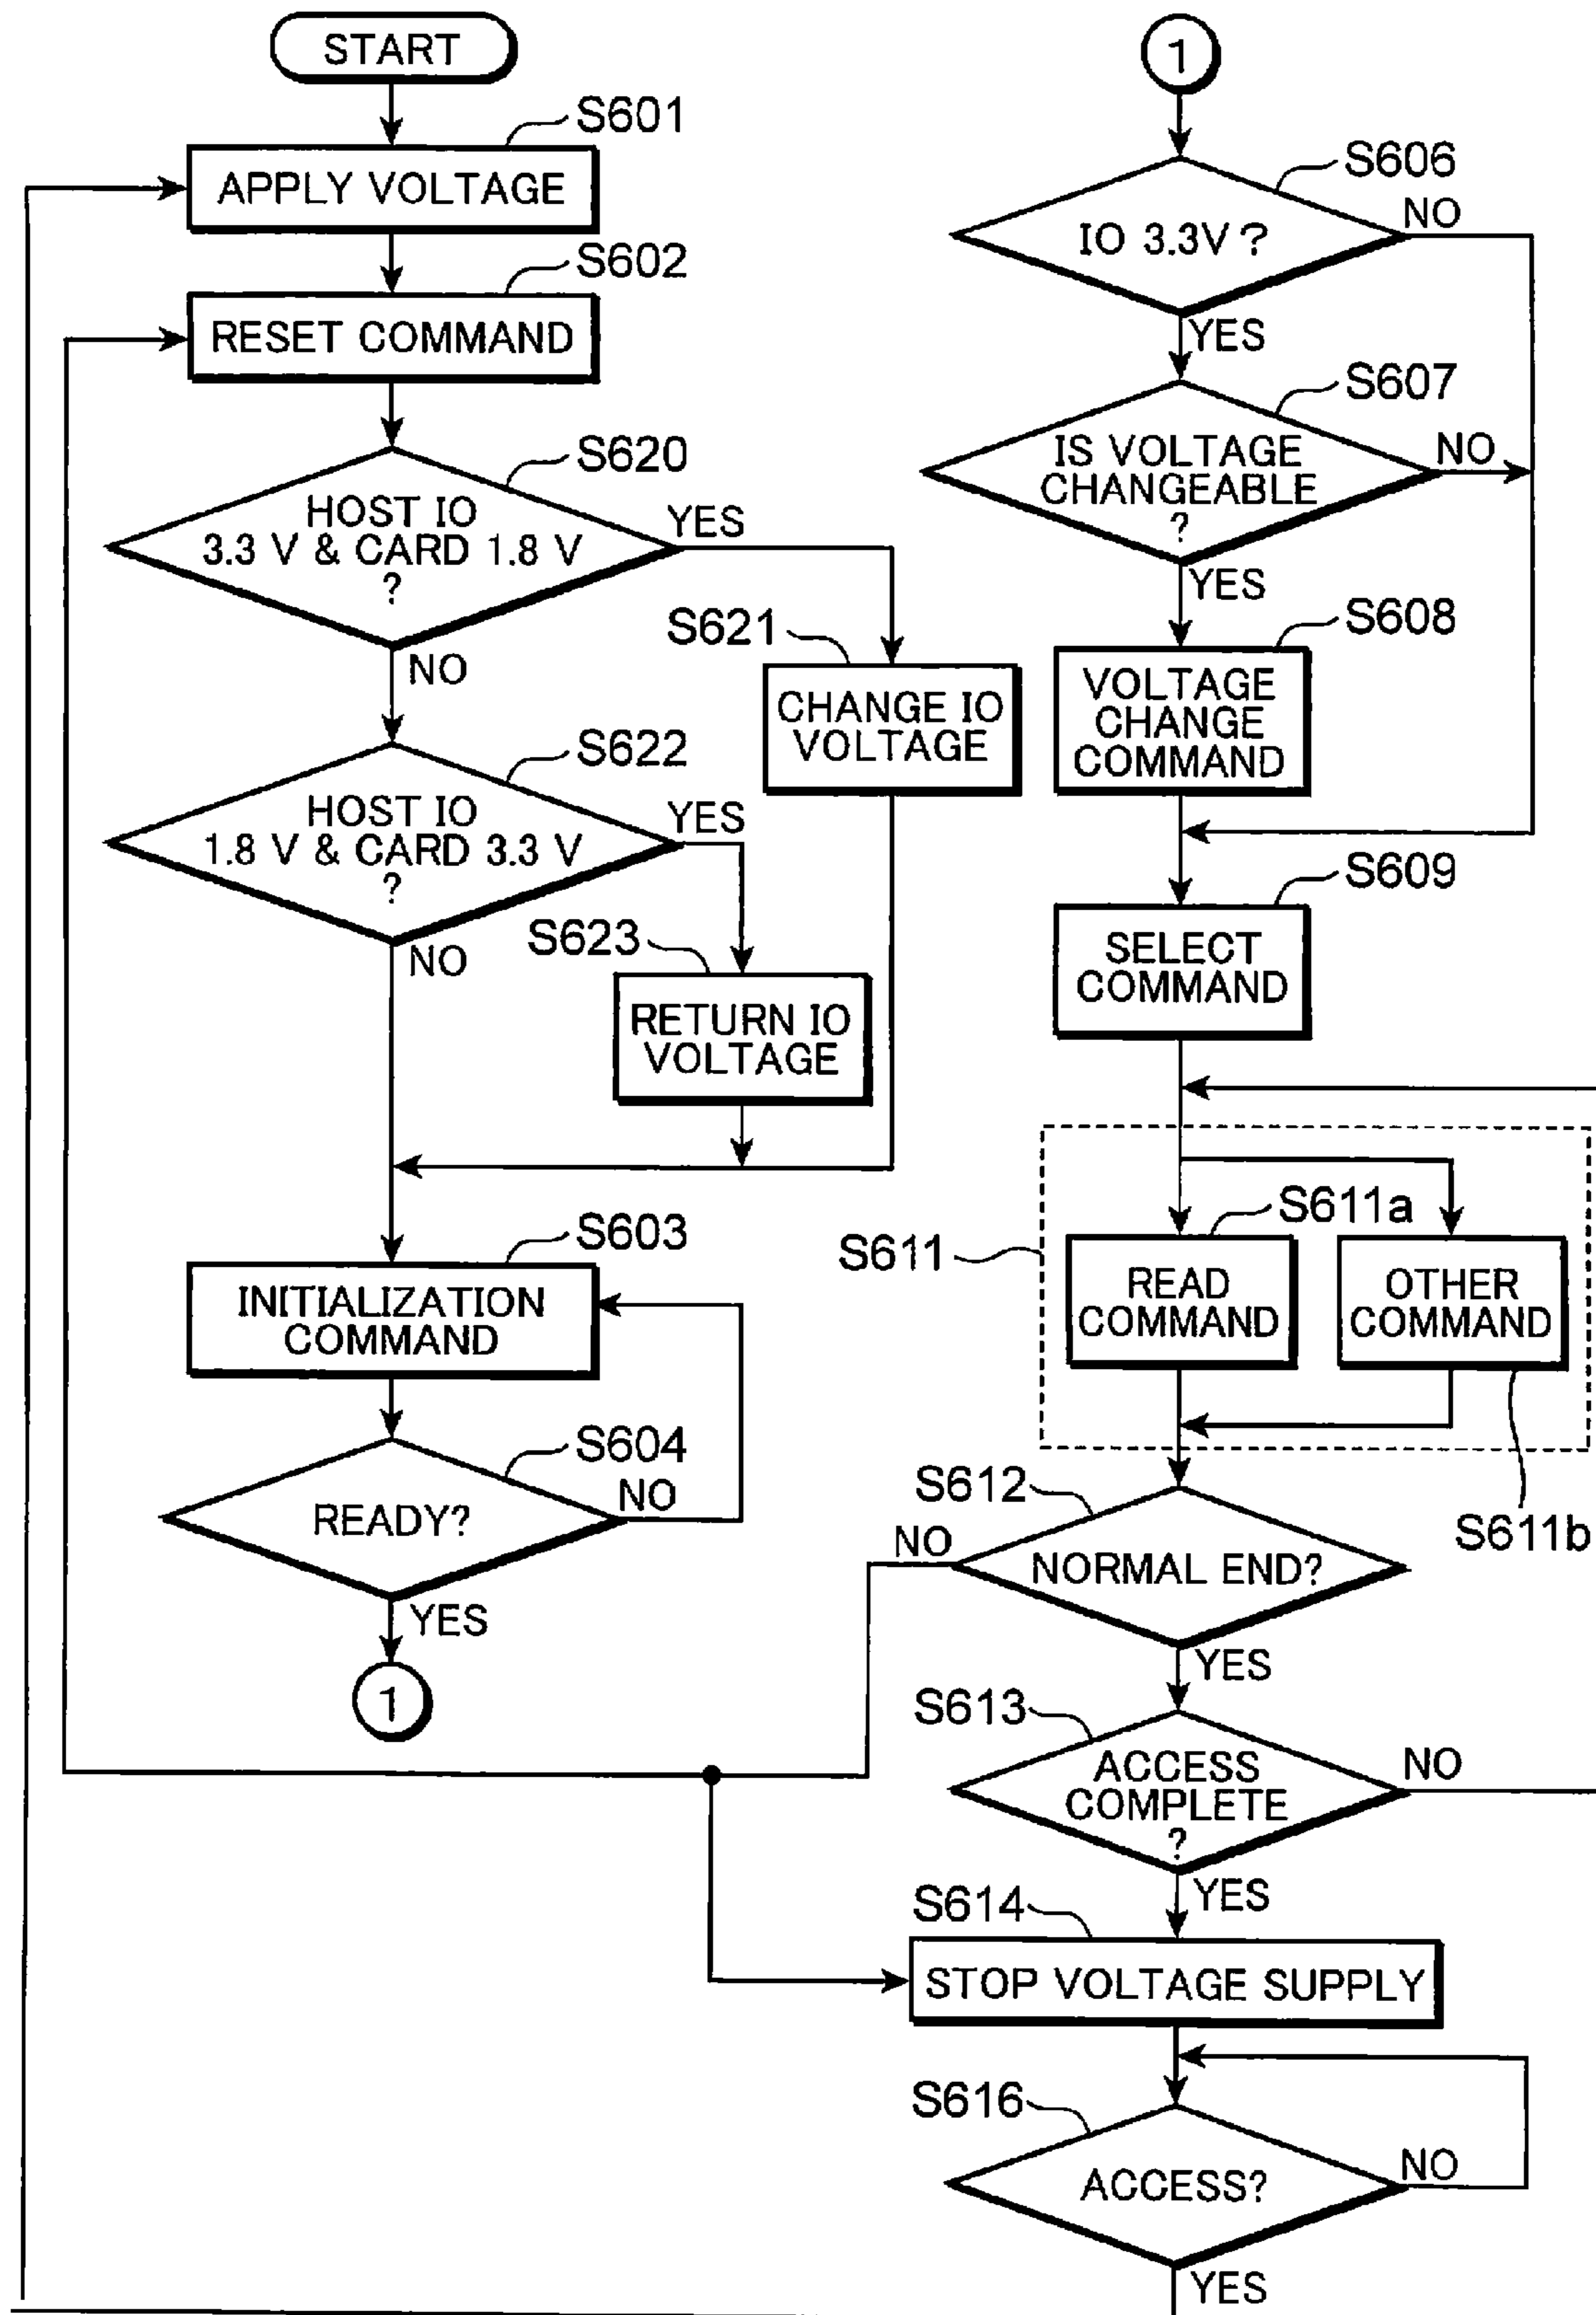 START
S601
APPLY VOLTAGE
S602
RESET COMMAND
S620
HOST IO
3.3 V & CARD 1.8 V
?
YES
NO
S621
CHANGE IO
VOLTAGE
S622
HOST IO
1.8 V & CARD 3.3 V
?
YES
NO
S623
RETURN IO
VOLTAGE
S603
INITIALIZATION
COMMAND
S604
READY?
NO
YES
1
1
S606
IO 3.3V?
NO
YES
S607
IS VOLTAGE
CHANGEABLE
?
NO
YES
S608
VOLTAGE
CHANGE
COMMAND
S609
SELECT
COMMAND
S611
S611a
READ
COMMAND
OTHER
COMMAND
S611b
S612
NO
NORMAL END?
YES
S613
ACCESS
COMPLETE
?
NO
YES
S614
STOP VOLTAGE SUPPLY
S616
ACCESS?
NO
YES